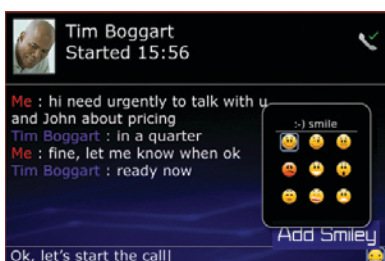 Tim Boggart
Started 15:56
Me : hi need urgently to talk with u
and John about pricing
Tim Boggart : in a quarter
Me : fine, let me know when ok
Tim Boggart : ready now
:-) smile
Add Smiley
Ok, let's start the call!